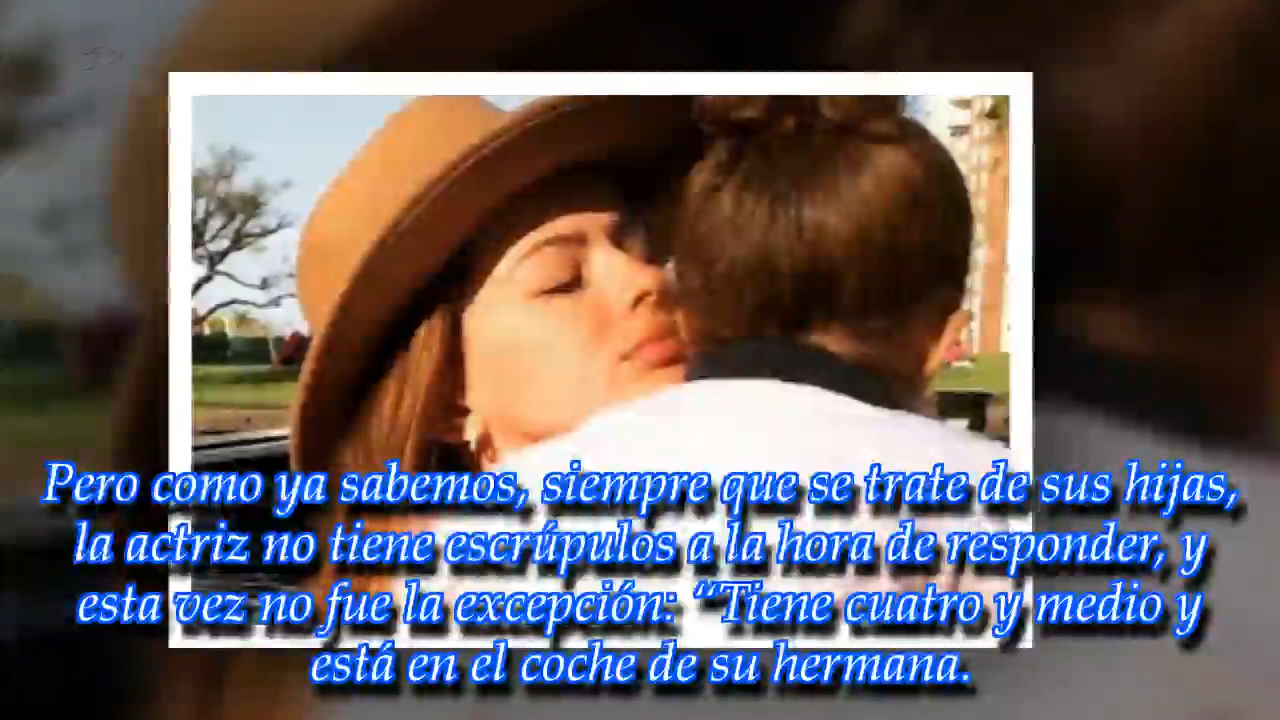 Pero como ya sabemos, siempre que se trate de sus hijas,
la actriz no tiene escrúpulos a la hora de responder, y
esta vez no fue la excepción: “Tiene cuatro y medio y
está en el coche de su hermana.